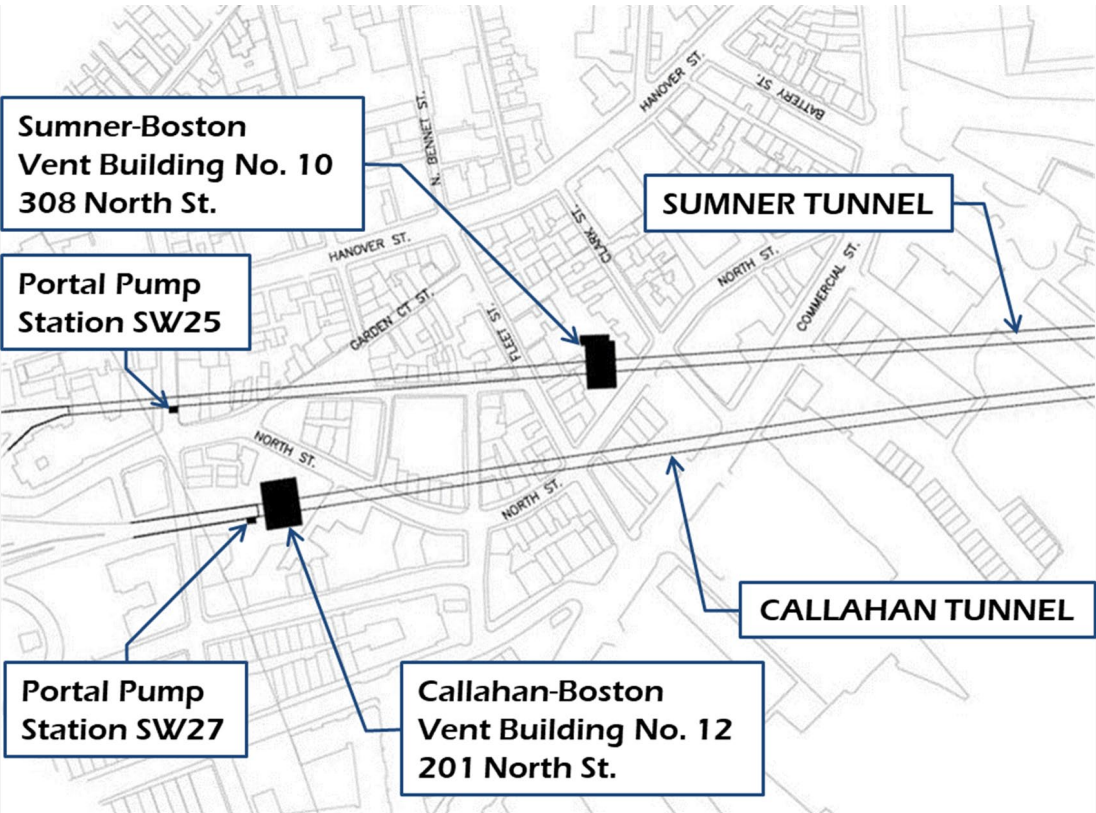 HANOVER ST.
BATTERY ST.
N. BENNET ST.
Sumner-Boston
Vent Building No. 10
308 North St.
SUMNER TUNNEL
CLARK ST.
HANOVER ST.
NORTH ST.
COMMERCIAL ST.
Portal Pump
Station SW25
GARDEN CT ST.
FLEET ST.
NORTH ST.
NORTH ST.
CALLAHAN TUNNEL
Portal Pump
Station SW27
Callahan-Boston
Vent Building No. 12
201 North St.